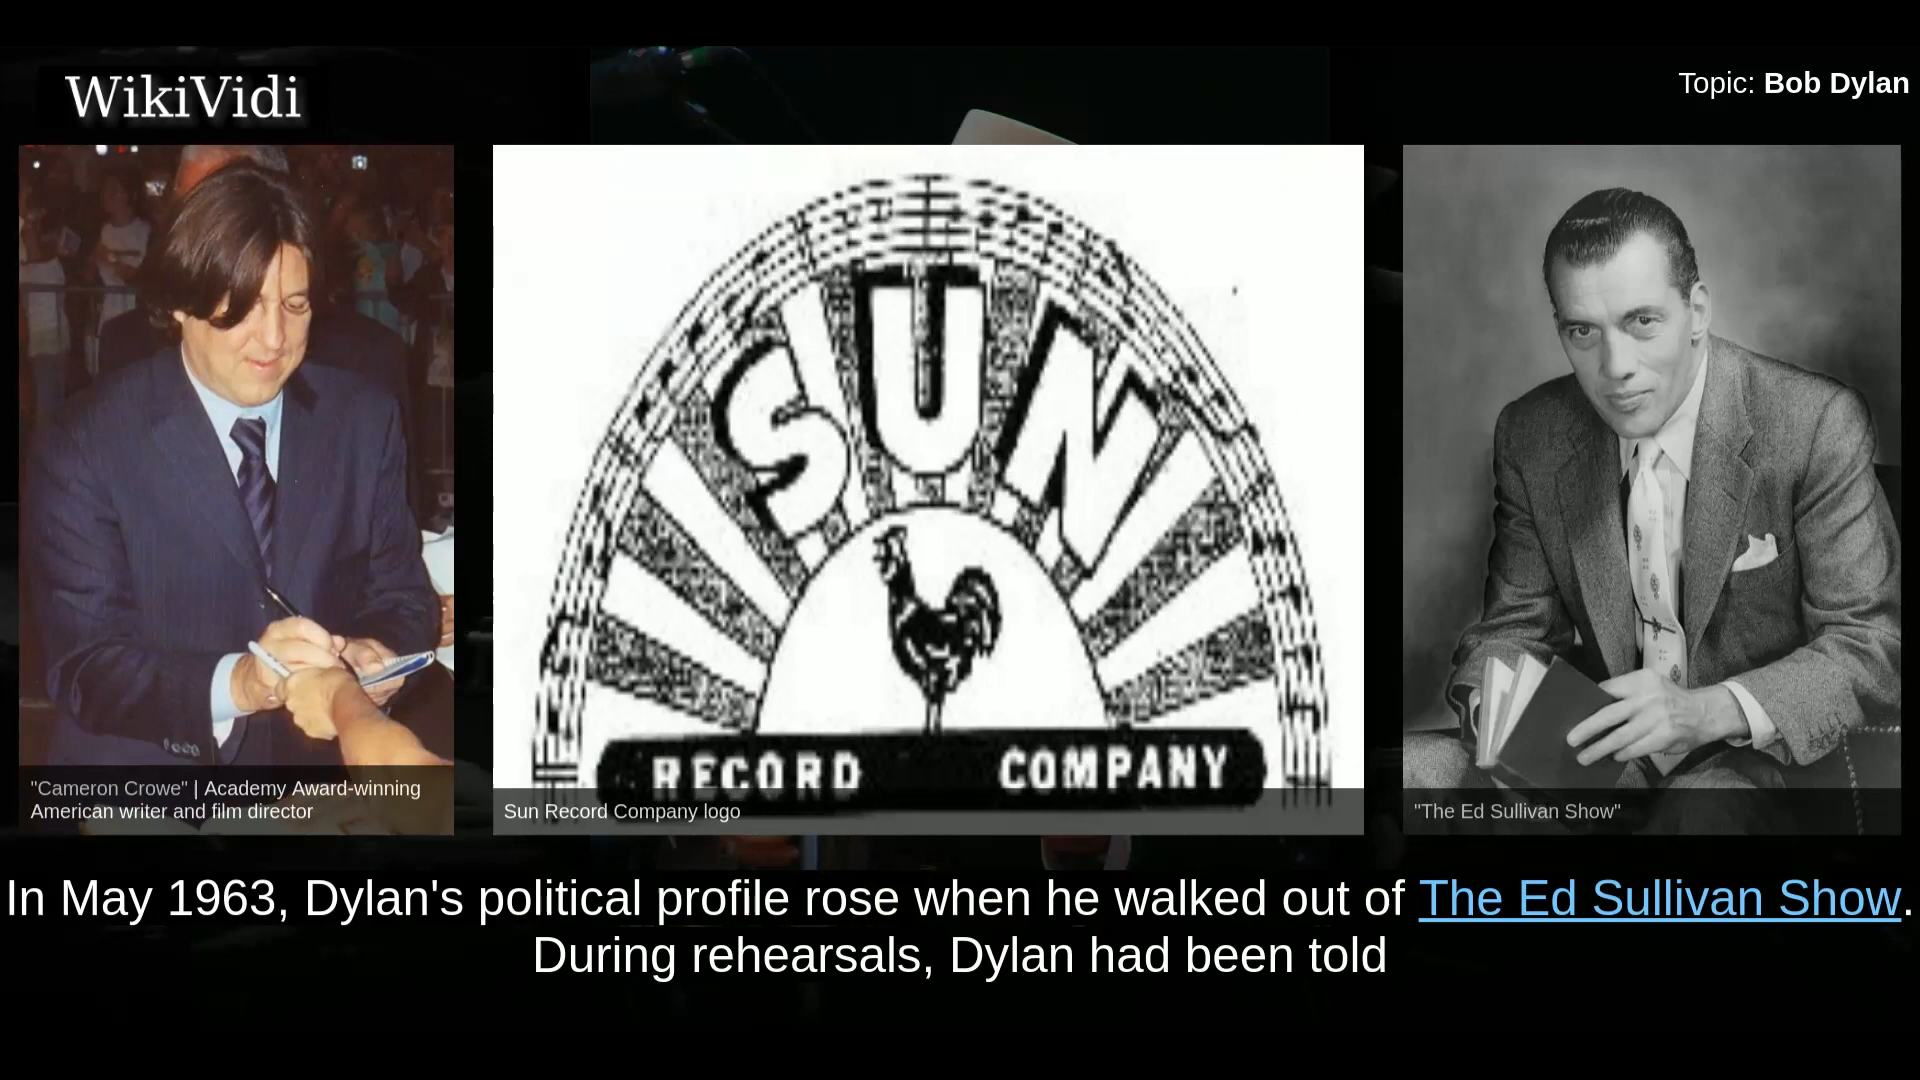 WikiVidi
Topic: Bob Dylan
SUN
RECORD COMPANY
"Cameron Crowe" | Academy Award-winning
American writer and film director
Sun Record Company logo
"The Ed Sullivan Show"
In May 1963, Dylan's political profile rose when he walked out of The Ed Sullivan Show.
During rehearsals, Dylan had been told